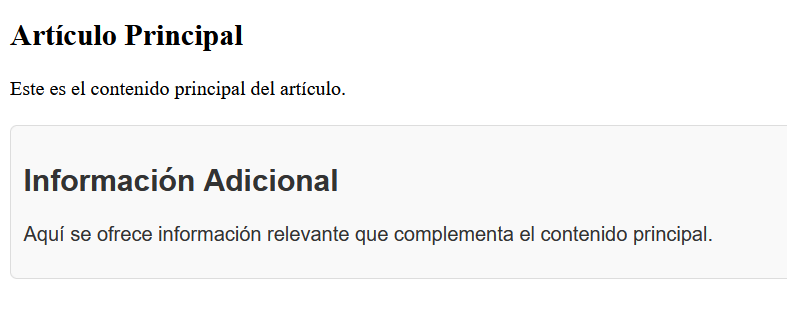 Artículo Principal
Este es el contenido principal del artículo.
Información Adicional
Aquí se ofrece información relevante que complementa el contenido principal.